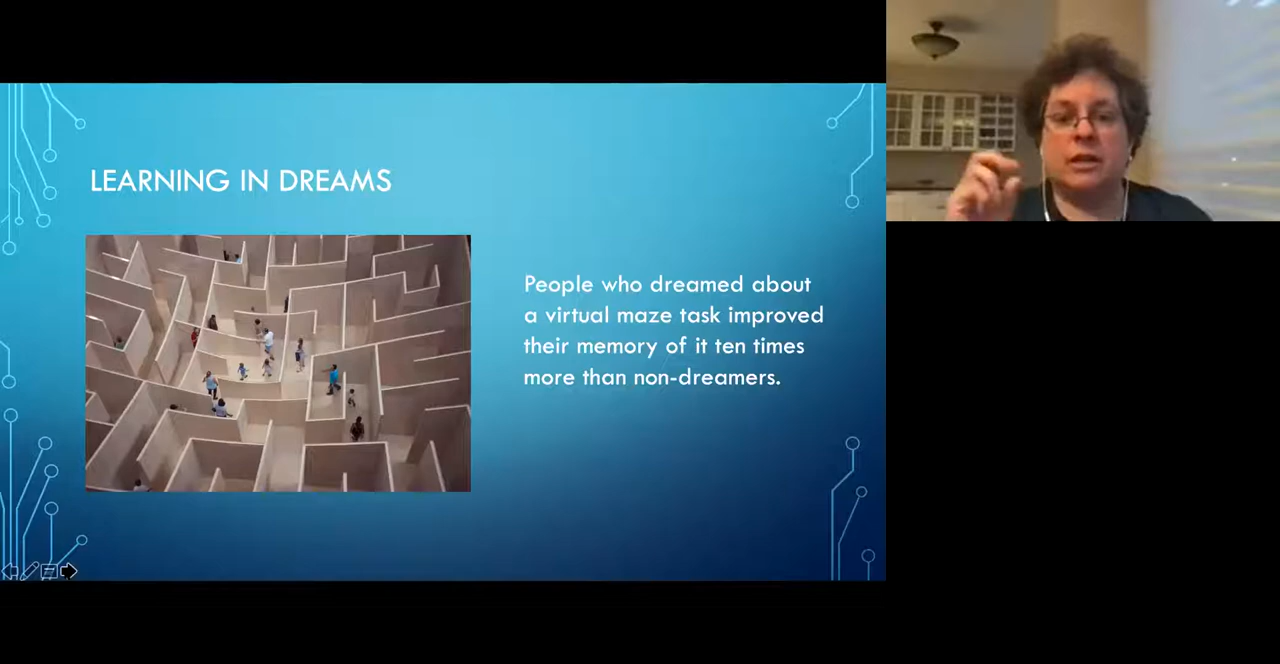 LEARNING IN DREAMS
People who dreamed about
a virtual maze task improved
their memory of it ten times
more than non-dreamers.